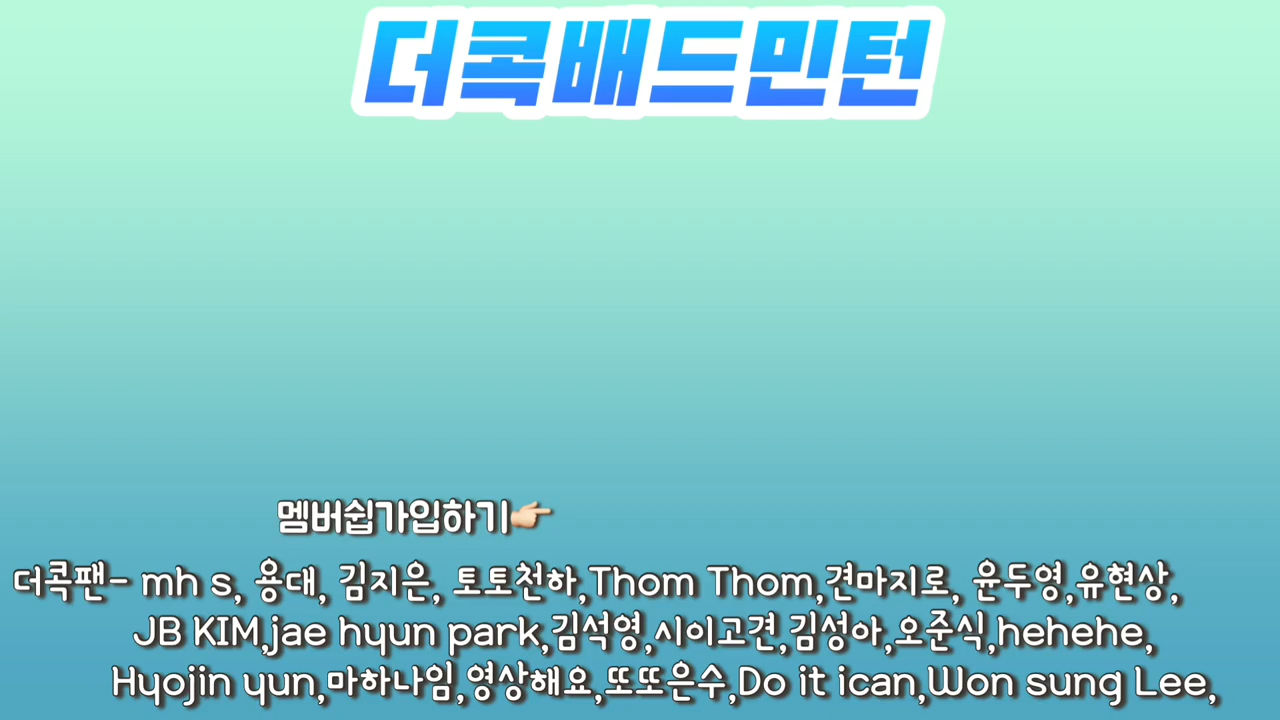 더콕배드민턴
멤버쉽가입하기👉🏻
더콕팬- mh s, 용대, 김지은, 토토천하,Thom Thom,견마지로, 윤두영,유현상,
JB KIM,jae hyun park,김석영,시이고견,김성아,오준식,hehehe,
Hyojin yun,마하나임,영상해요,또또은수,Do it ican,Won sung Lee,